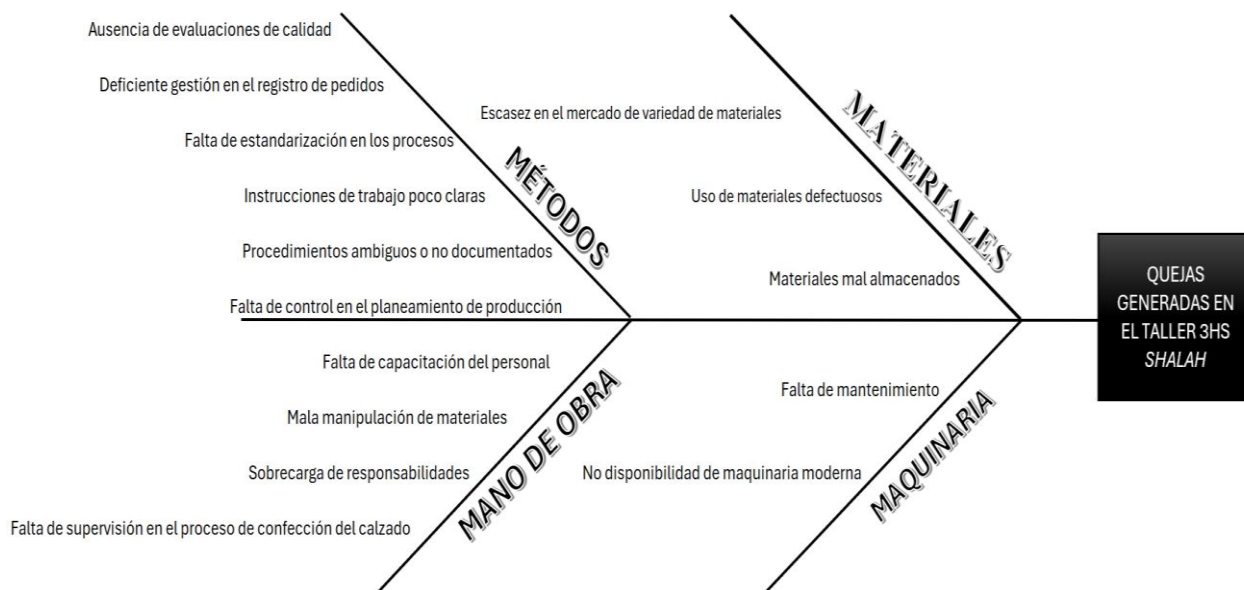 Ausencia de evaluaciones de calidad
Deficiente gestión en el registro de pedidos
Falta de estandarización en los procesos
Instrucciones de trabajo poco claras
Procedimientos ambiguos o no documentados
Falta de control en el planeamiento de producción
MÉTODOS
Escasez en el mercado de variedad de materiales
Uso de materiales defectuosos
Materiales mal almacenados
MATERIALES
Falta de capacitación del personal
Mala manipulación de materiales
Sobrecarga de responsabilidades
Falta de supervisión en el proceso de confección del calzado
MANO DE OBRA
Falta de mantenimiento
No disponibilidad de maquinaria moderna
MAQUINARIA
QUEJAS
GENERADAS EN
EL TALLER 3HS
SHALAH